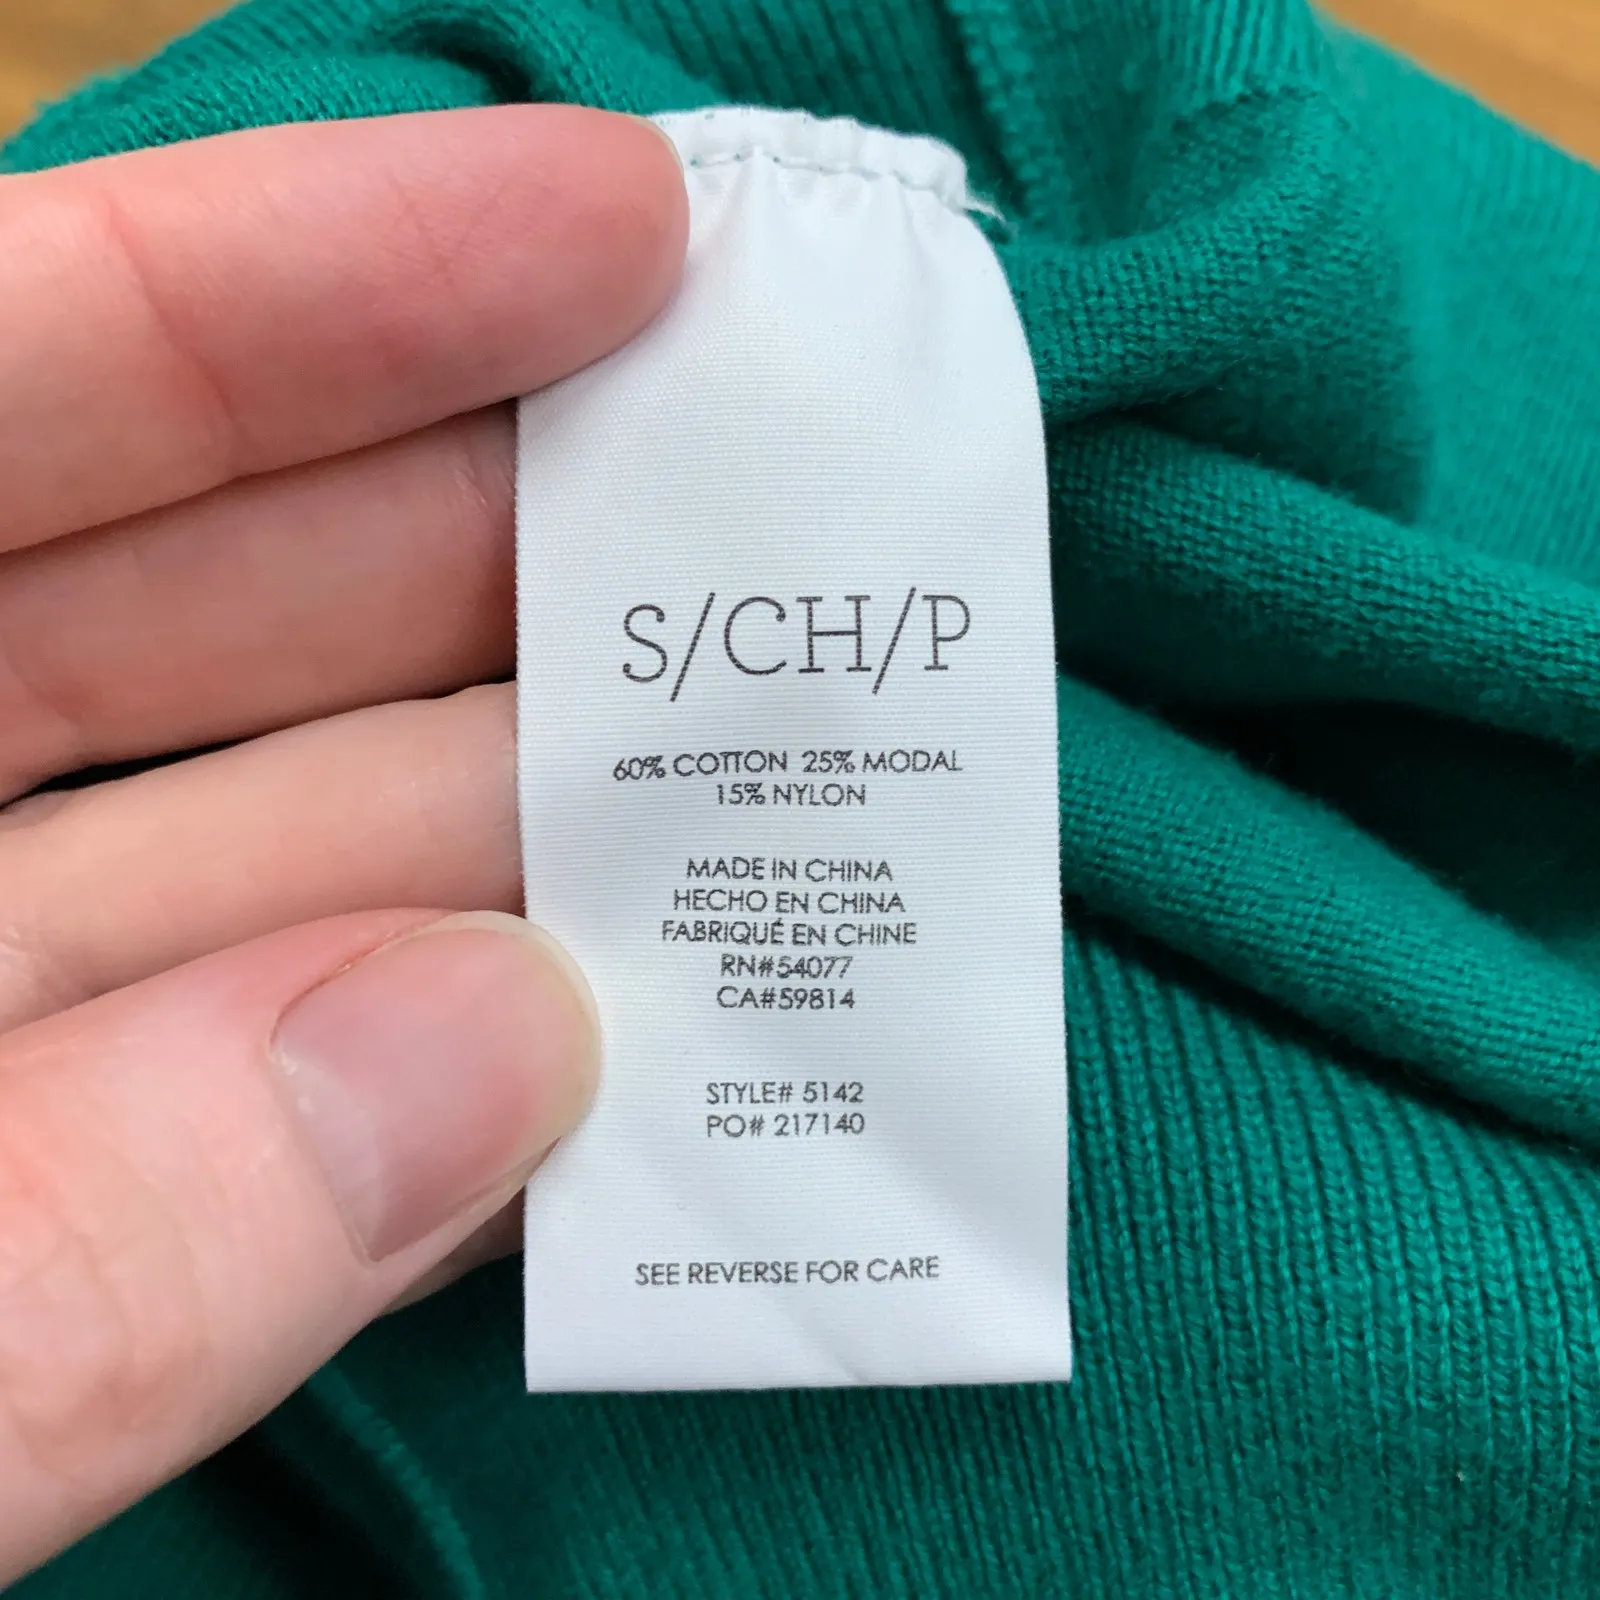 S/CH/P
60% COTTON 25% MODAL
15% NYLON
MADE IN CHINA
HECHO EN CHINA
FABRIQUÉ EN CHINE
RN#54077
CA#59814
STYLE# 5142
PO# 217140
SEE REVERSE FOR CARE